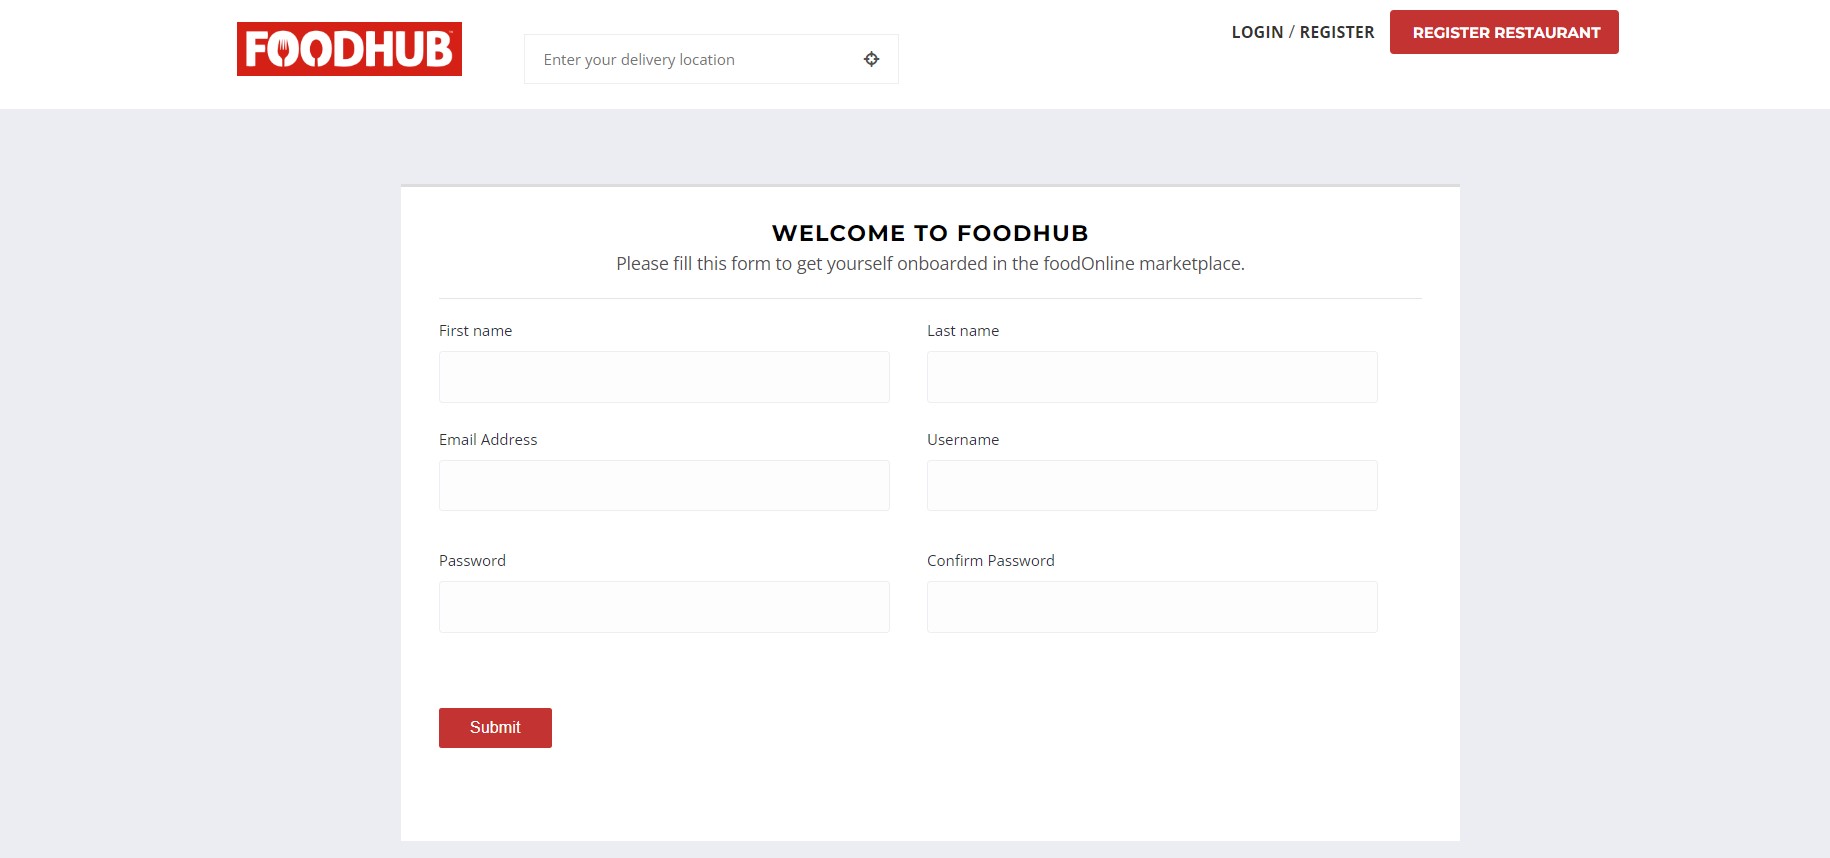 FOODHUB
Enter your delivery location
LOGIN / REGISTER
REGISTER RESTAURANT
WELCOME TO FOODHUB
Please fill this form to get yourself onboarded in the foodOnline marketplace.
First name
Last name
Email Address
Username
Password
Confirm Password
Submit